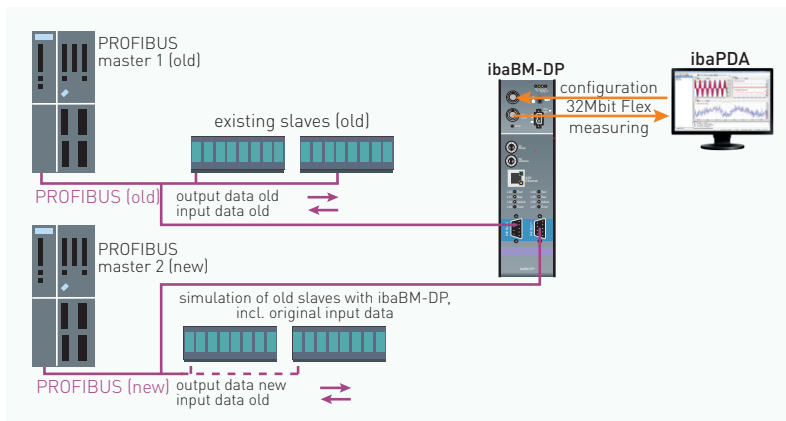 PROFIBUS
master 1 (old)
existing slaves (old)
PROFIBUS (old)
output data old
input data old
ibaBM-DP
ibaPDA
configuration
32Mbit Flex
measuring
PROFIBUS
master 2 (new)
simulation of old slaves with ibaBM-DP,
incl. original input data
PROFIBUS (new)
output data new
input data old